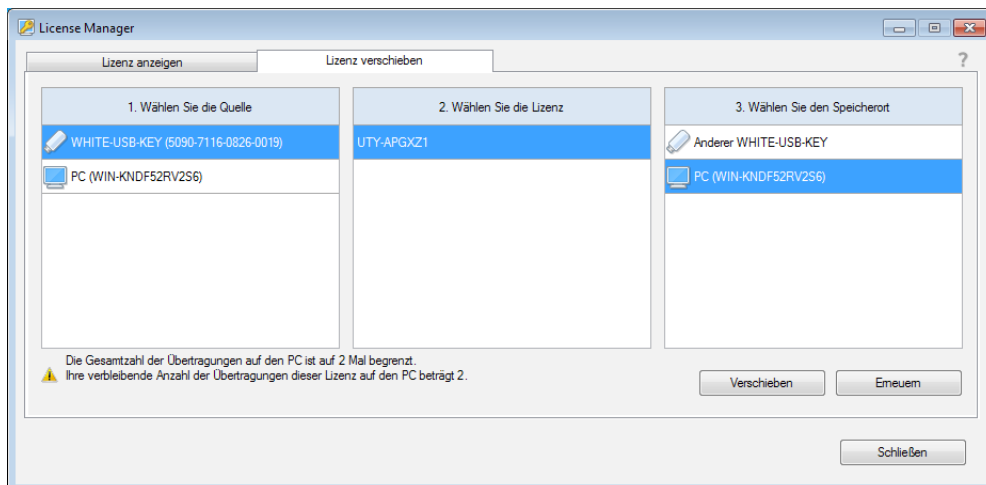 License Manager
Lizenz anzeigen
Lizenz verschieben
?
1. Wählen Sie die Quelle
2. Wählen Sie die Lizenz
3. Wählen Sie den Speicherort
WHITE-USB-KEY (5090-7116-0826-0019)
UTY-APGXZ1
Anderer WHITE-USB-KEY
PC (WIN-KNDF52RV2S6)
PC (WIN-KNDF52RV2S6)
Die Gesamtzahl der Übertragungen auf den PC ist auf 2 Mal begrenzt.
Ihre verbleibende Anzahl der Übertragungen dieser Lizenz auf den PC beträgt 2.
Verschieben
Erneuern
Schließen